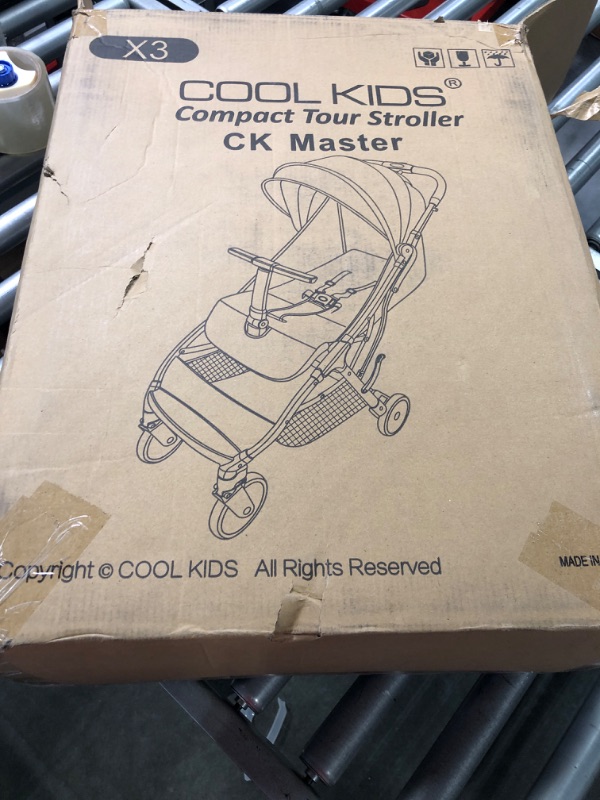 X3
COOL KIDS®
Compact Tour Stroller
CK Master
Copyright © COOL KIDS All Rights Reserved
MADE IN